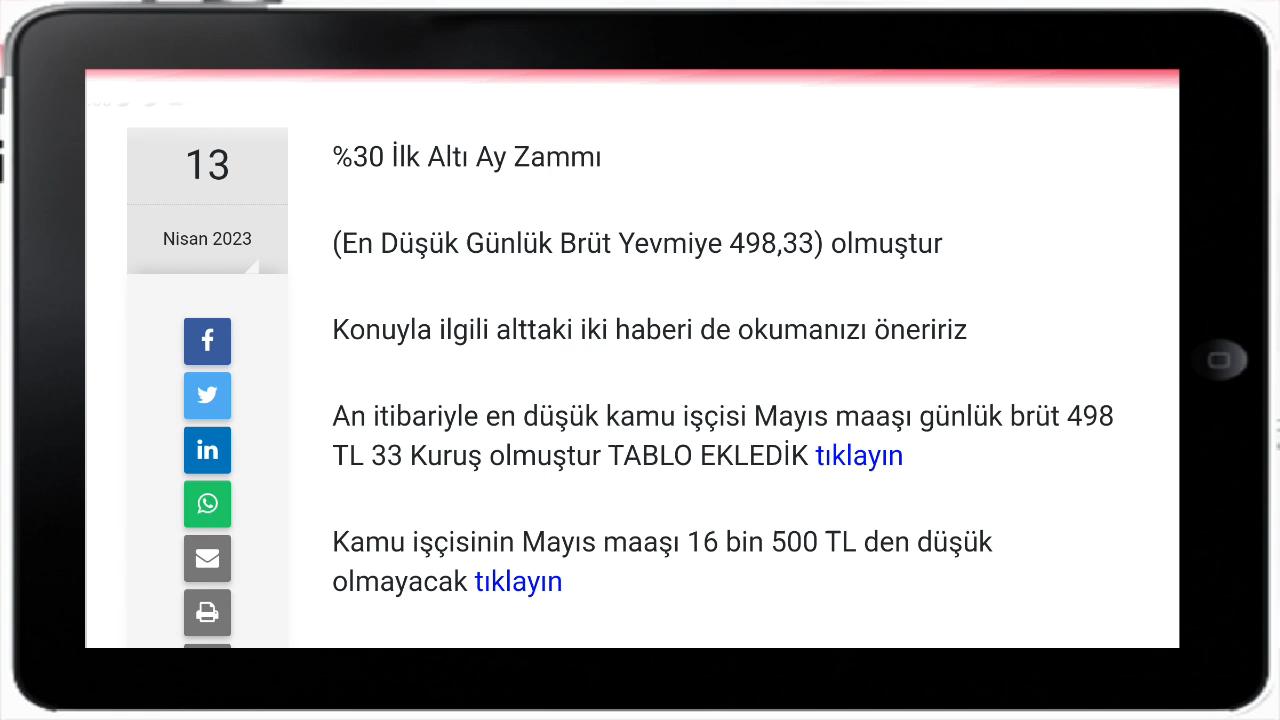 13
Nisan 2023
%30 İlk Altı Ay Zammı
(En Düşük Günlük Brüt Yevmiye 498,33) olmuştur
Konuyla ilgili alttaki iki haberi de okumanızı öneririz
An itibariyle en düşük kamu işçisi Mayıs maaşı günlük brüt 498
TL 33 Kuruş olmuştur TABLO EKLEDİK tıklayın
Kamu işçisinin Mayıs maaşı 16 bin 500 TL den düşük
olmayacak tıklayın